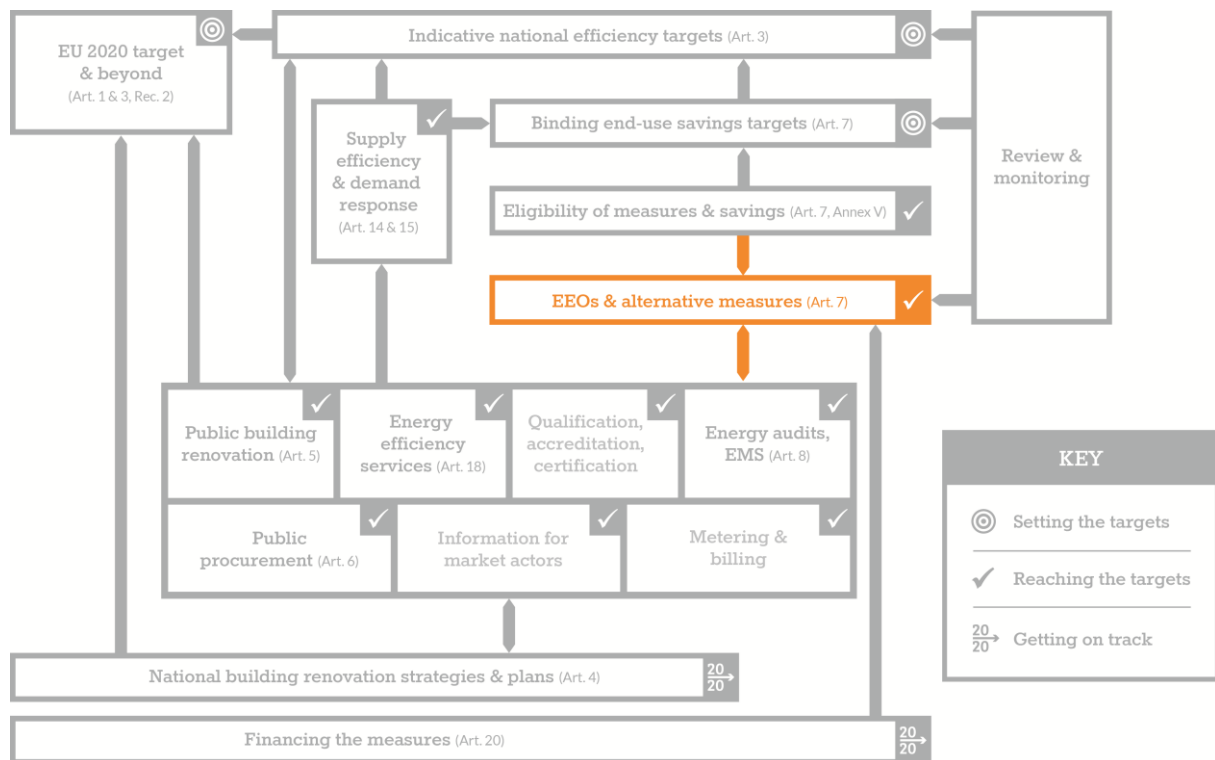 EU 2020 target
& beyond
(Art. 1 & 3, Rec. 2)
Indicative national efficiency targets (Art. 3)
Supply
efficiency
& demand
response
(Art. 14 & 15)
Binding end-use savings targets (Art. 7)
Review &
monitoring
Eligibility of measures & savings (Art. 7, Annex V)
EEOs & alternative measures (Art. 7)
Public building
renovation (Art. 5)
Energy
efficiency
services (Art. 18)
Qualification,
accreditation,
certification
Energy audits,
EMS (Art. 8)
Public
procurement (Art. 6)
Information for
market actors
Metering &
billing
KEY
Setting the targets
Reaching the targets
20
20
Getting on track
National building renovation strategies & plans (Art. 4)
20
20
Financing the measures (Art. 20)
20
20